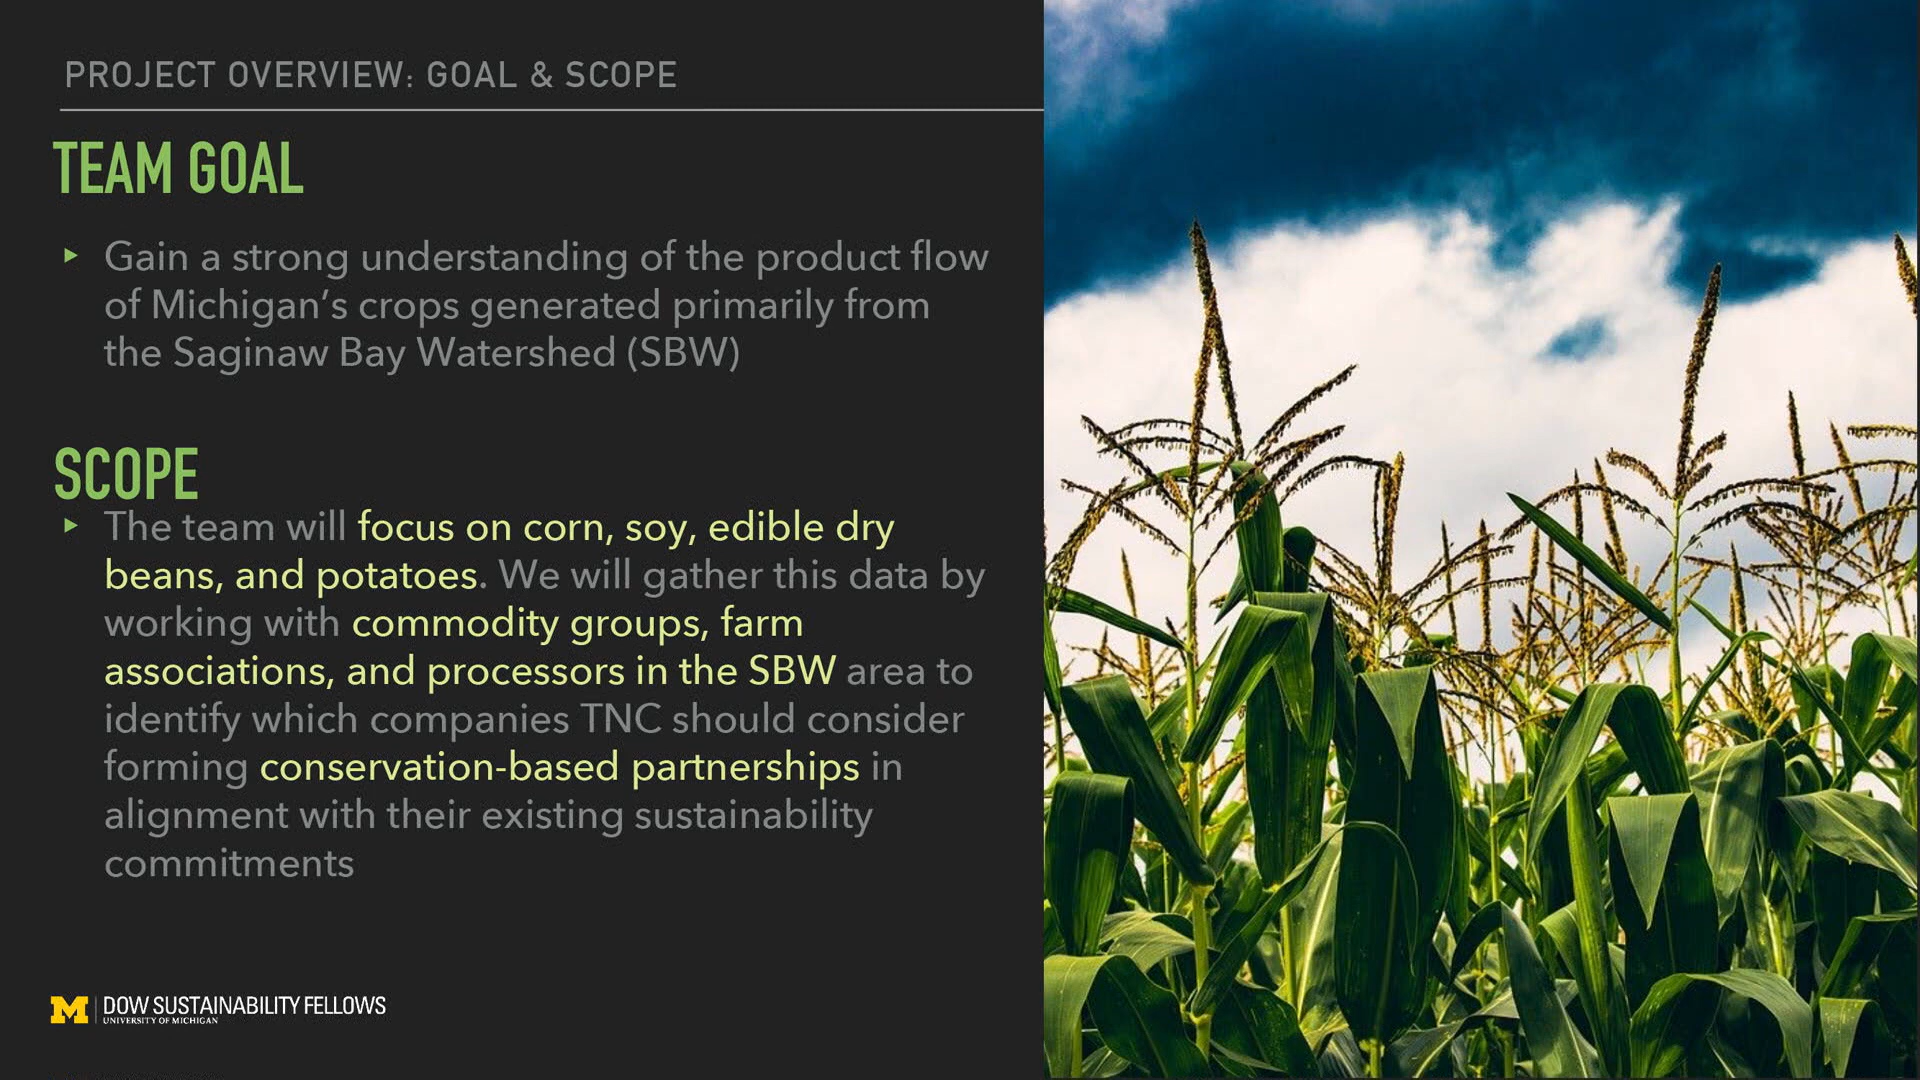 PROJECT OVERVIEW: GOAL & SCOPE
TEAM GOAL
▸ Gain a strong understanding of the product flow
of Michigan’s crops generated primarily from
the Saginaw Bay Watershed (SBW)
SCOPE
▸ The team will focus on corn, soy, edible dry
beans, and potatoes. We will gather this data by
working with commodity groups, farm
associations, and processors in the SBW area to
identify which companies TNC should consider
forming conservation-based partnerships in
alignment with their existing sustainability
commitments
M DOW SUSTAINABILITY FELLOWS
UNIVERSITY OF MICHIGAN